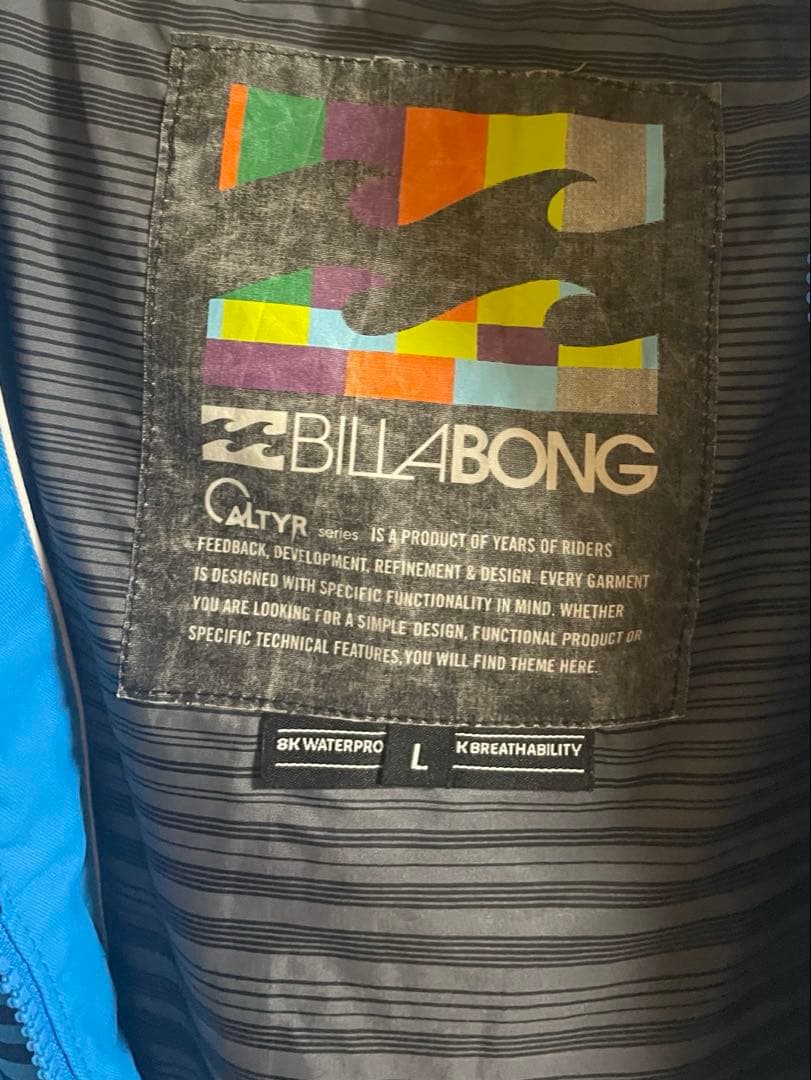 BILLABONG
CALTYR series IS A PRODUCT OF YEARS OF RIDERS
FEEDBACK, DEVELOPMENT, REFINEMENT & DESIGN. EVERY GARMENT
IS DESIGNED WITH SPECIFIC FUNCTIONALITY IN MIND. WHETHER
YOU ARE LOOKING FOR A SIMPLE DESIGN, FUNCTIONAL PRODUCT OR
SPECIFIC TECHNICAL FEATURES,YOU WILL FIND THEME HERE.
8K WATERPRO L K BREATHABILITY